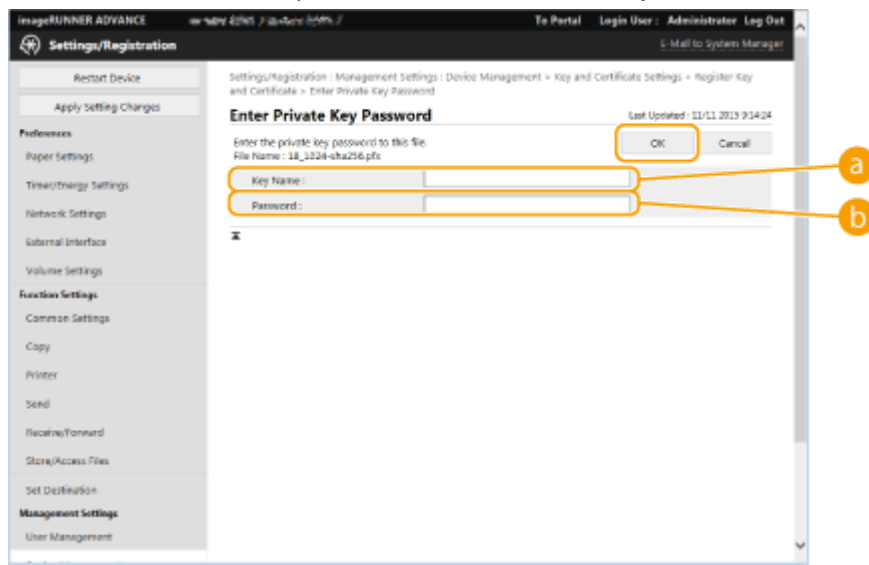 imageRUNNER ADVANCE
To Portal Login User : Administrator Log Out
Settings/Registration
E-Mail to System Manager
Restart Device
Apply Setting Changes
Preferences
Paper Settings
Timer/Energy Settings
Network Settings
External Interface
Volume Settings
Function Settings
Common Settings
Copy
Printer
Send
Receive/Forward
Store/Access Files
Set Destination
Management Settings
User Management
Settings/Registration : Management Settings : Device Management > Key and Certificate Settings > Register Key
and Certificate > Enter Private Key Password
Enter Private Key Password
Last Updated : 11/11 2015 9:14:24
Enter the private key password to this file.
File Name : 18_1024-sha256.pfx
OK
Cancel
Key Name :
a
Password :
b